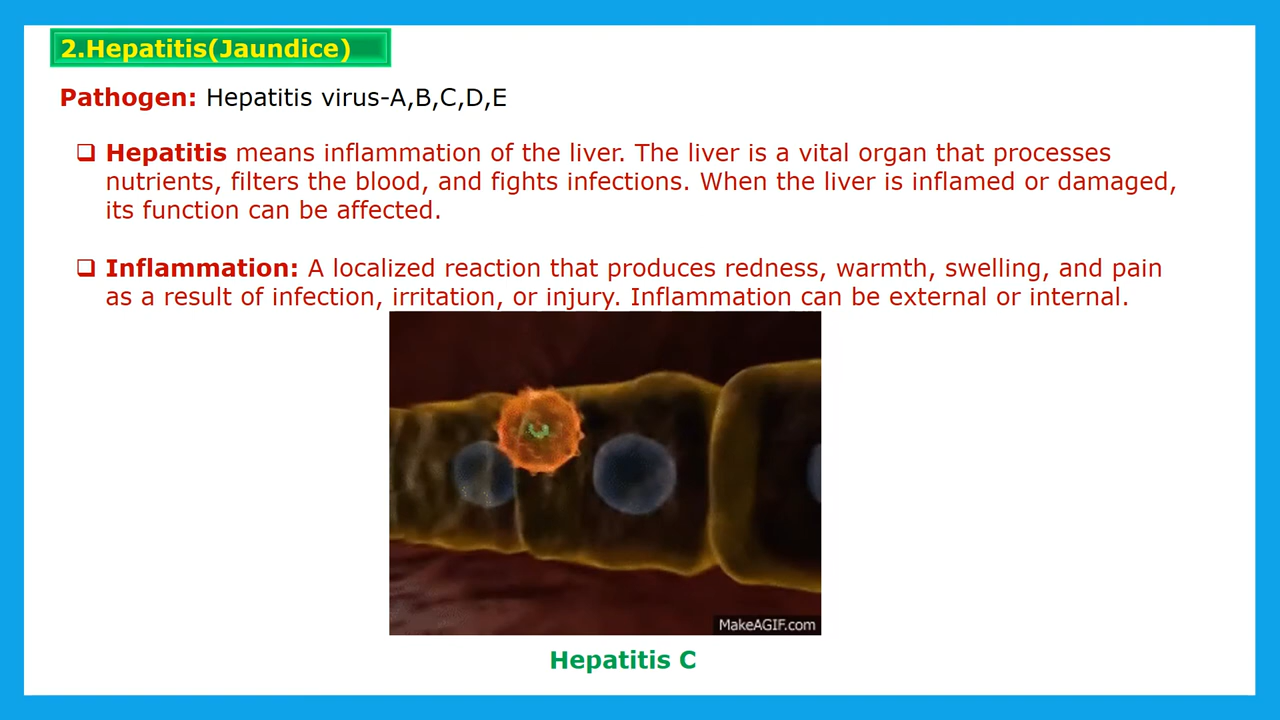 2.Hepatitis(Jaundice)
Pathogen: Hepatitis virus-A,B,C,D,E
❑ Hepatitis means inflammation of the liver. The liver is a vital organ that processes
nutrients, filters the blood, and fights infections. When the liver is inflamed or damaged,
its function can be affected.
❑ Inflammation: A localized reaction that produces redness, warmth, swelling, and pain
as a result of infection, irritation, or injury. Inflammation can be external or internal.
MakeAGIF.com
Hepatitis C